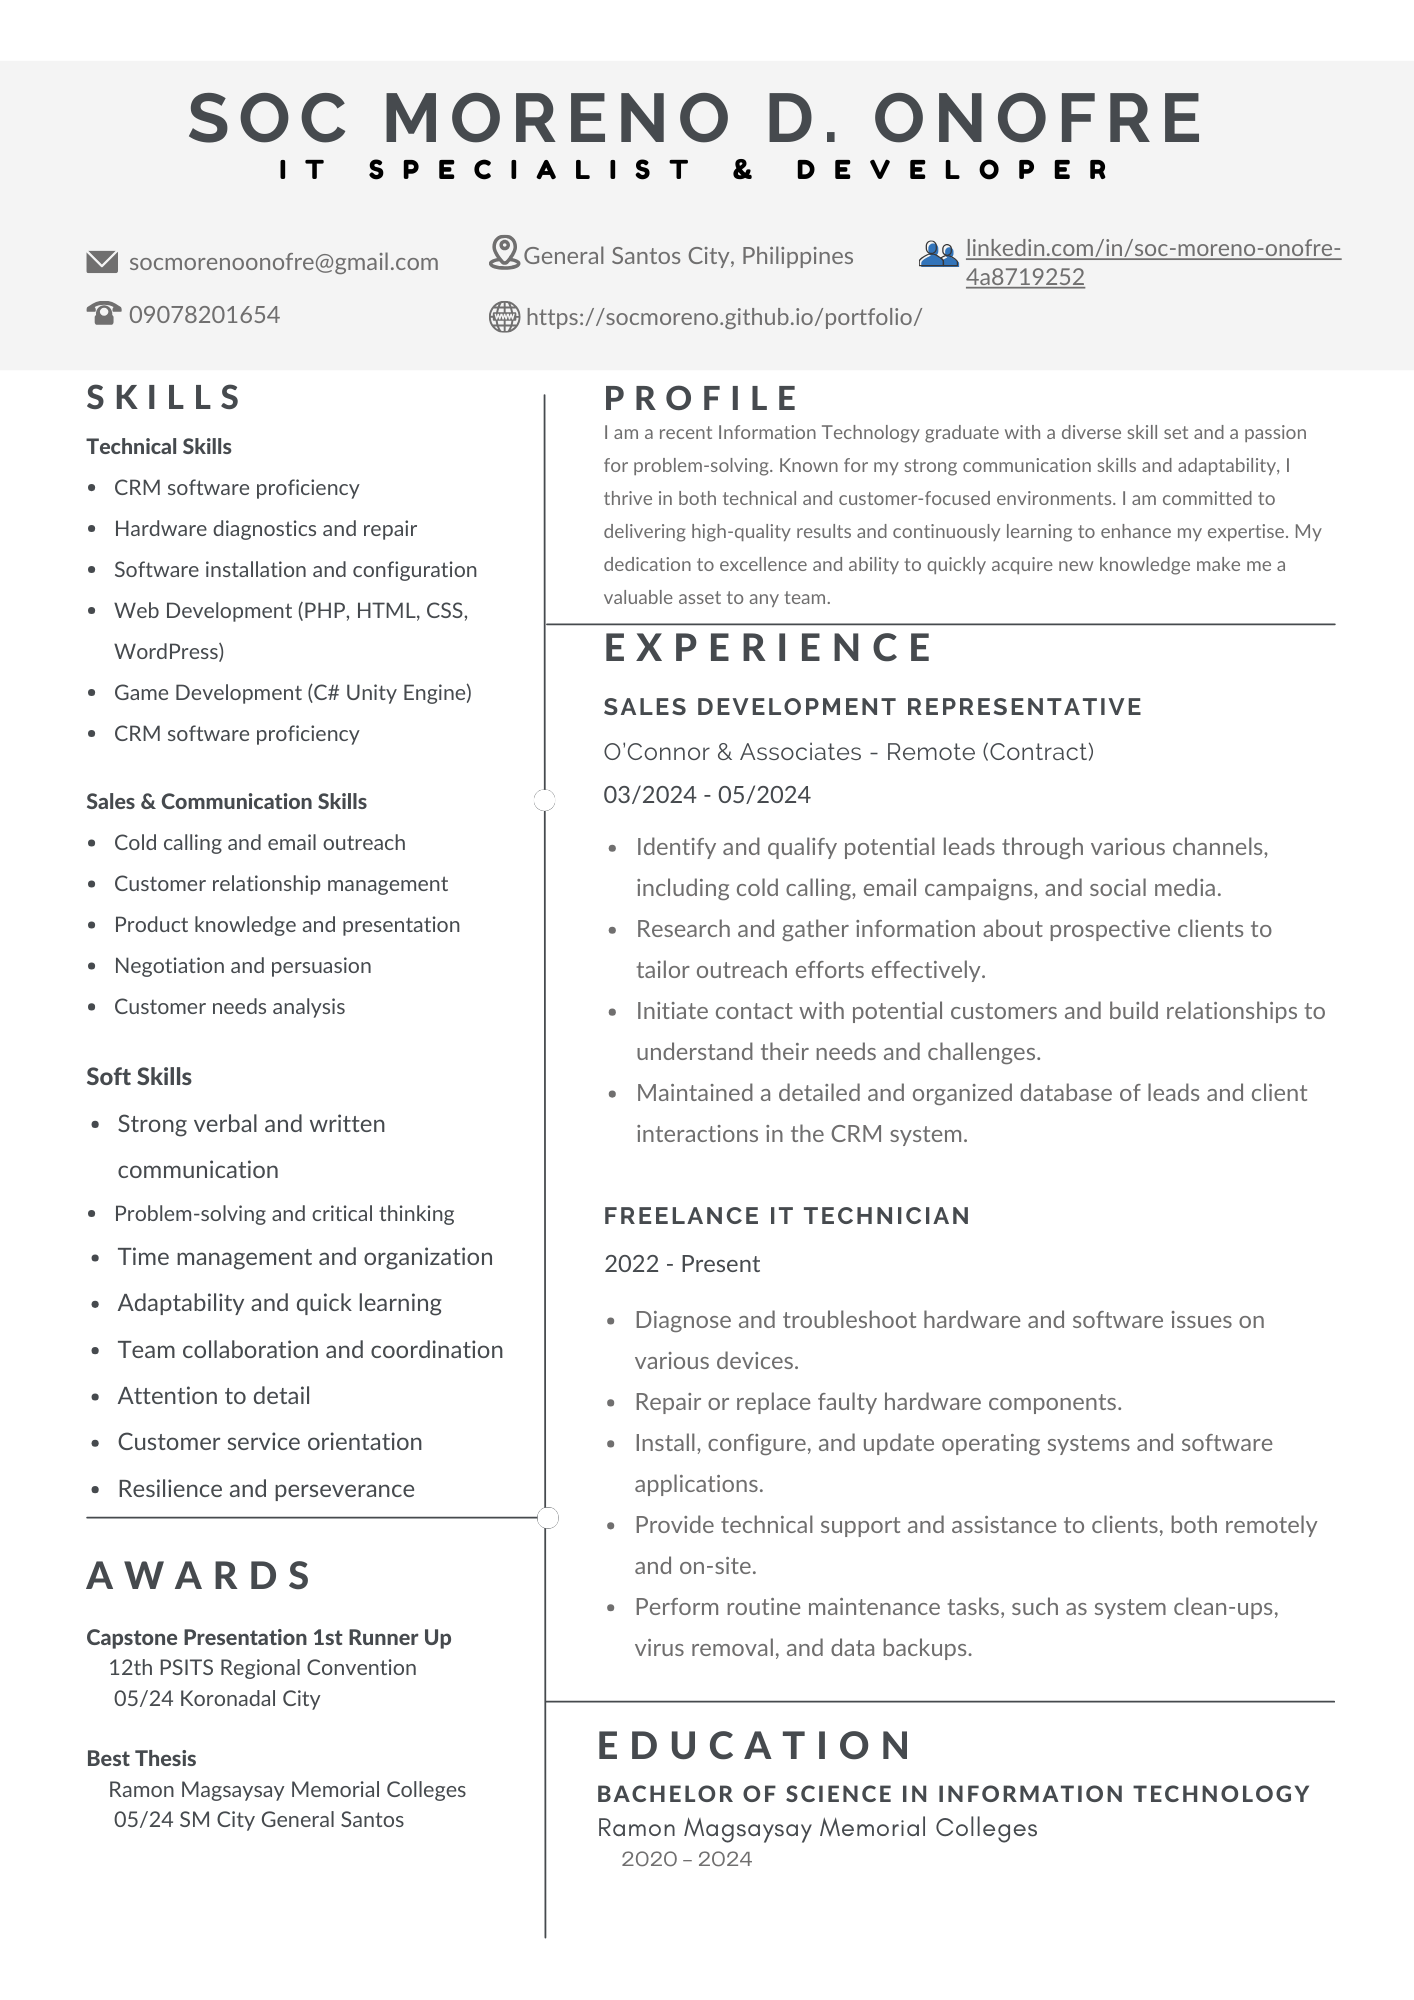 SOC MORENO D. ONOFRE
IT SPECIALIST & DEVELOPER
socmorenoonofre@gmail.com
General Santos City, Philippines
linkedin.com/in/soc-moreno-onofre-
4a8719252
09078201654
https://socmoreno.github.io/portfolio/
SKILLS
Technical Skills
• CRM software proficiency
• Hardware diagnostics and repair
• Software installation and configuration
• Web Development (PHP, HTML, CSS,
WordPress)
• Game Development (C# Unity Engine)
• CRM software proficiency
Sales & Communication Skills
• Cold calling and email outreach
• Customer relationship management
• Product knowledge and presentation
• Negotiation and persuasion
• Customer needs analysis
Soft Skills
• Strong verbal and written
communication
• Problem-solving and critical thinking
• Time management and organization
• Adaptability and quick learning
• Team collaboration and coordination
• Attention to detail
• Customer service orientation
• Resilience and perseverance
AWARDS
Capstone Presentation 1st Runner Up
12th PSITS Regional Convention
05/24 Koronadal City
Best Thesis
Ramon Magsaysay Memorial Colleges
05/24 SM City General Santos
PROFILE
I am a recent Information Technology graduate with a diverse skill set and a passion
for problem-solving. Known for my strong communication skills and adaptability, I
thrive in both technical and customer-focused environments. I am committed to
delivering high-quality results and continuously learning to enhance my expertise. My
dedication to excellence and ability to quickly acquire new knowledge make me a
valuable asset to any team.
EXPERIENCE
SALES DEVELOPMENT REPRESENTATIVE
O'Connor & Associates - Remote (Contract)
03/2024 - 05/2024
• Identify and qualify potential leads through various channels,
including cold calling, email campaigns, and social media.
• Research and gather information about prospective clients to
tailor outreach efforts effectively.
• Initiate contact with potential customers and build relationships to
understand their needs and challenges.
• Maintained a detailed and organized database of leads and client
interactions in the CRM system.
FREELANCE IT TECHNICIAN
2022 - Present
• Diagnose and troubleshoot hardware and software issues on
various devices.
• Repair or replace faulty hardware components.
• Install, configure, and update operating systems and software
applications.
• Provide technical support and assistance to clients, both remotely
and on-site.
• Perform routine maintenance tasks, such as system clean-ups,
virus removal, and data backups.
EDUCATION
BACHELOR OF SCIENCE IN INFORMATION TECHNOLOGY
Ramon Magsaysay Memorial Colleges
2020 – 2024